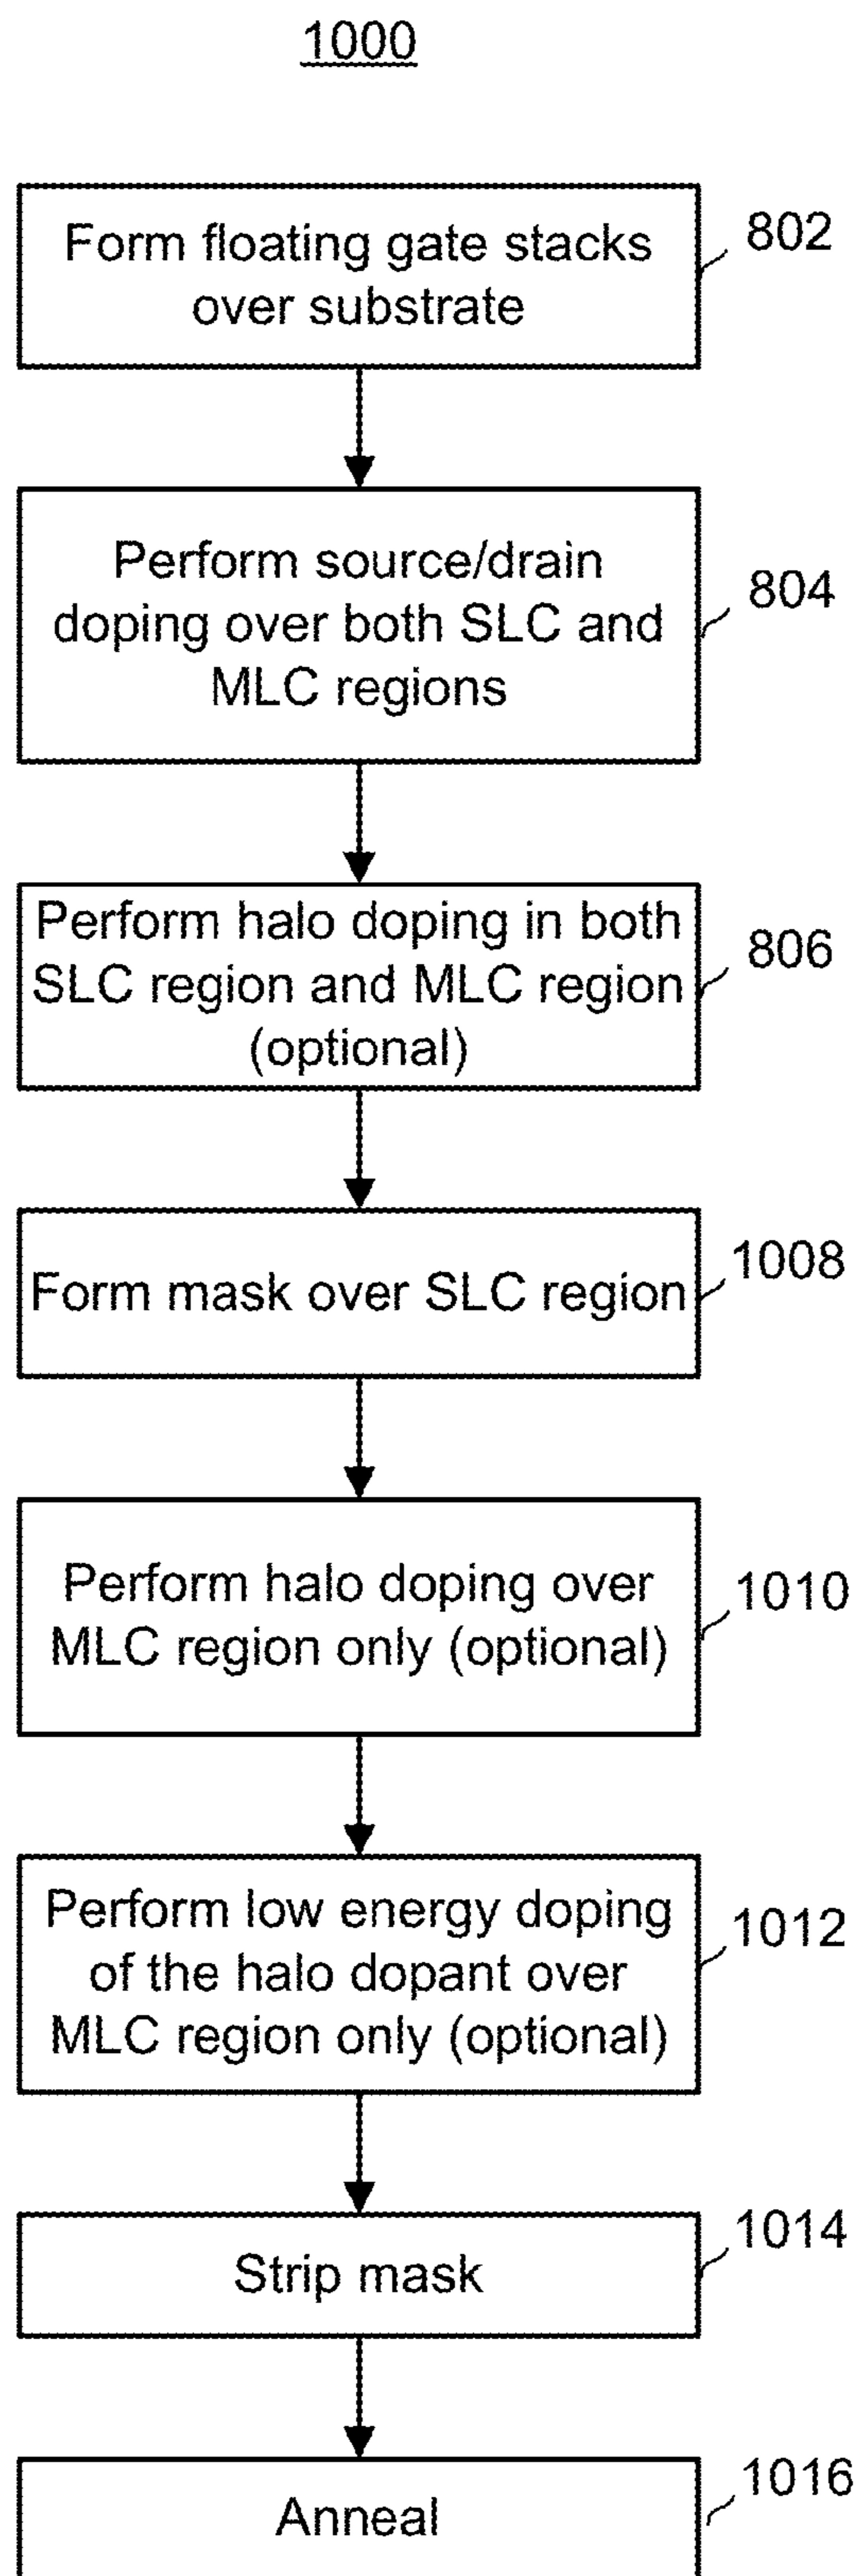 1000
Form floating gate stacks
over substrate
802
Perform source/drain
doping over both SLC and
MLC regions
804
Perform halo doping in both
SLC region and MLC region
(optional)
806
Form mask over SLC region
1008
Perform halo doping over
MLC region only (optional)
1010
Perform low energy doping
of the halo dopant over
MLC region only (optional)
1012
Strip mask
1014
Anneal
1016